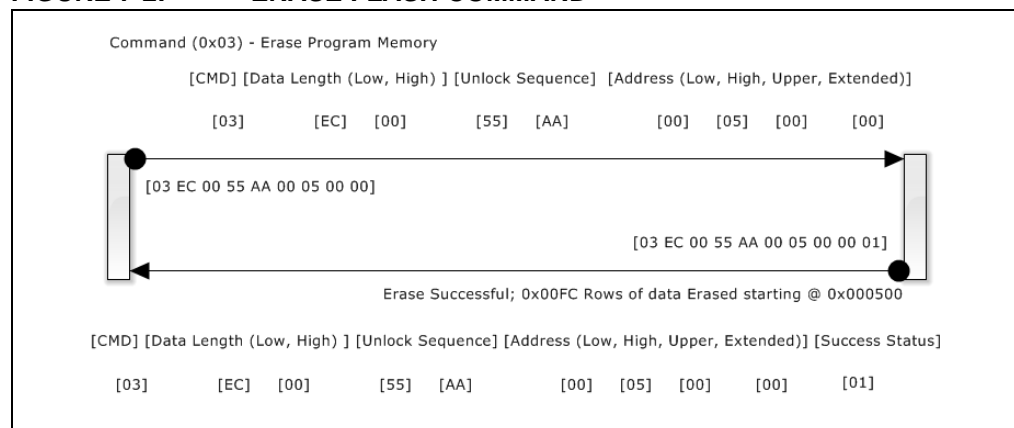 Command (0x03) - Erase Program Memory
[CMD] [Data Length (Low, High) ] [Unlock Sequence] [Address (Low, High, Upper, Extended)]
[03] [EC] [00] [55] [AA] [00] [05] [00] [00]
[03 EC 00 55 AA 00 05 00 00]
[03 EC 00 55 AA 00 05 00 00 01]
Erase Successful; 0x00FC Rows of data Erased starting @ 0x000500
[CMD] [Data Length (Low, High) ] [Unlock Sequence] [Address (Low, High, Upper, Extended)] [Success Status]
[03] [EC] [00] [55] [AA] [00] [05] [00] [00] [01]